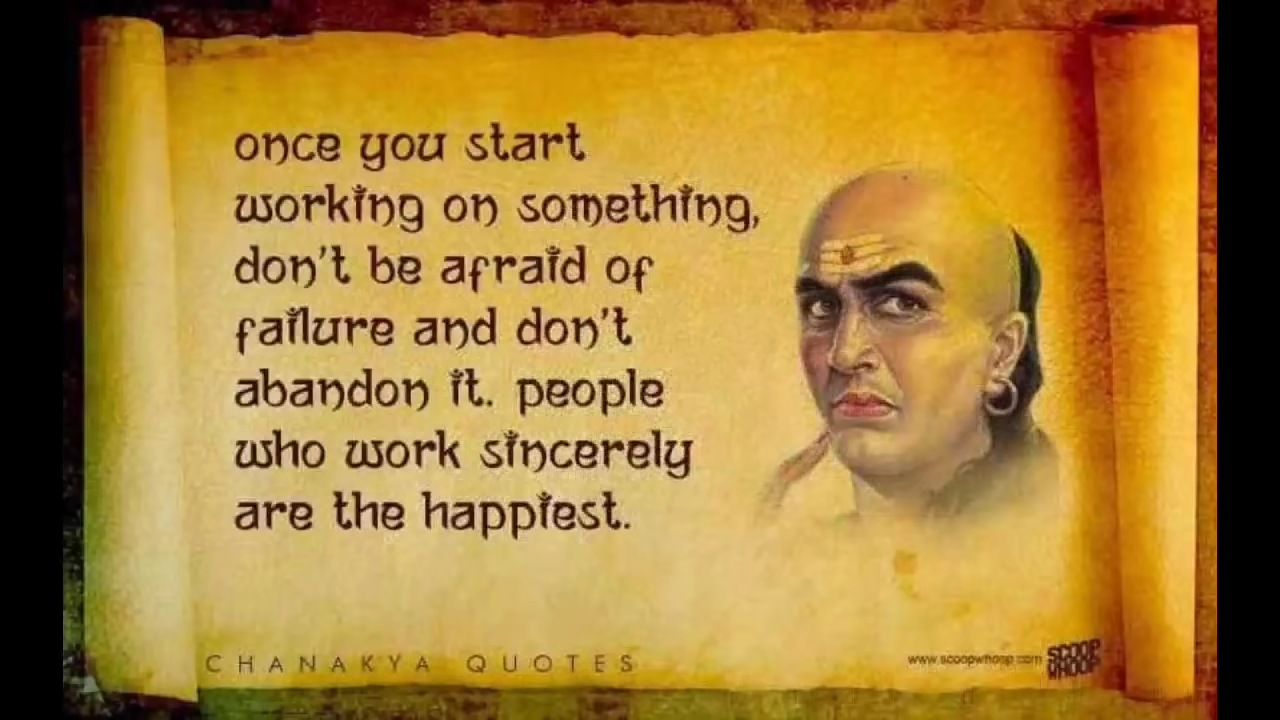 once you start
working on something,
don't be afraid of
failure and don't
abandon it. people
who work sincerely
are the happiest.
CHANAKYA QUOTES
www.scoopwhoop.com
SCOOP
WHOOP